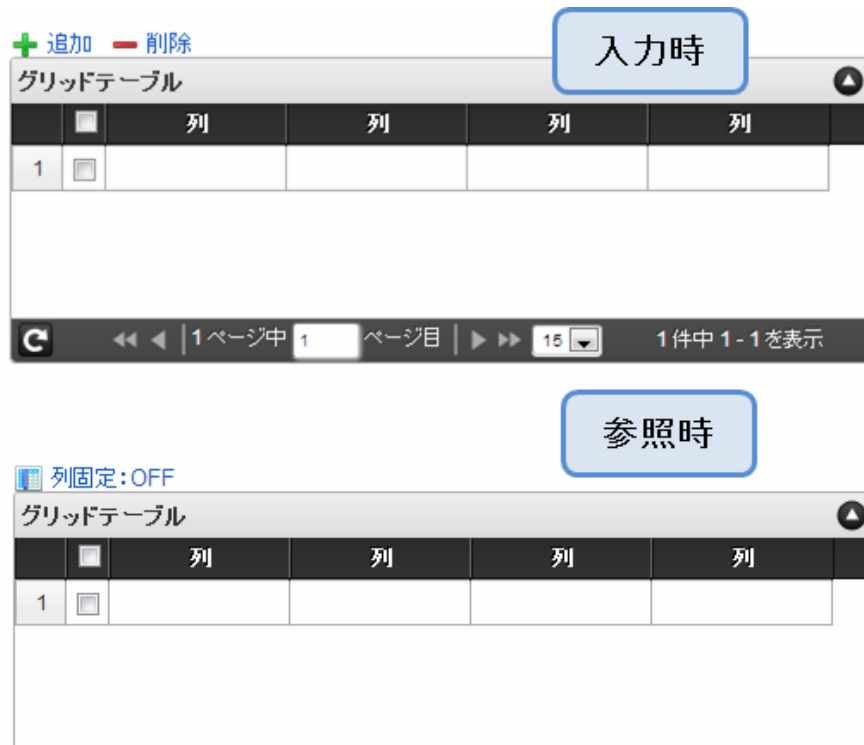 追加 削除
入力時
グリッドテーブル
列 列 列 列
1
1 ページ中 1 ページ目 15 1 件中 1 - 1 を表示
参照時
列固定:OFF
グリッドテーブル
列 列 列 列
1